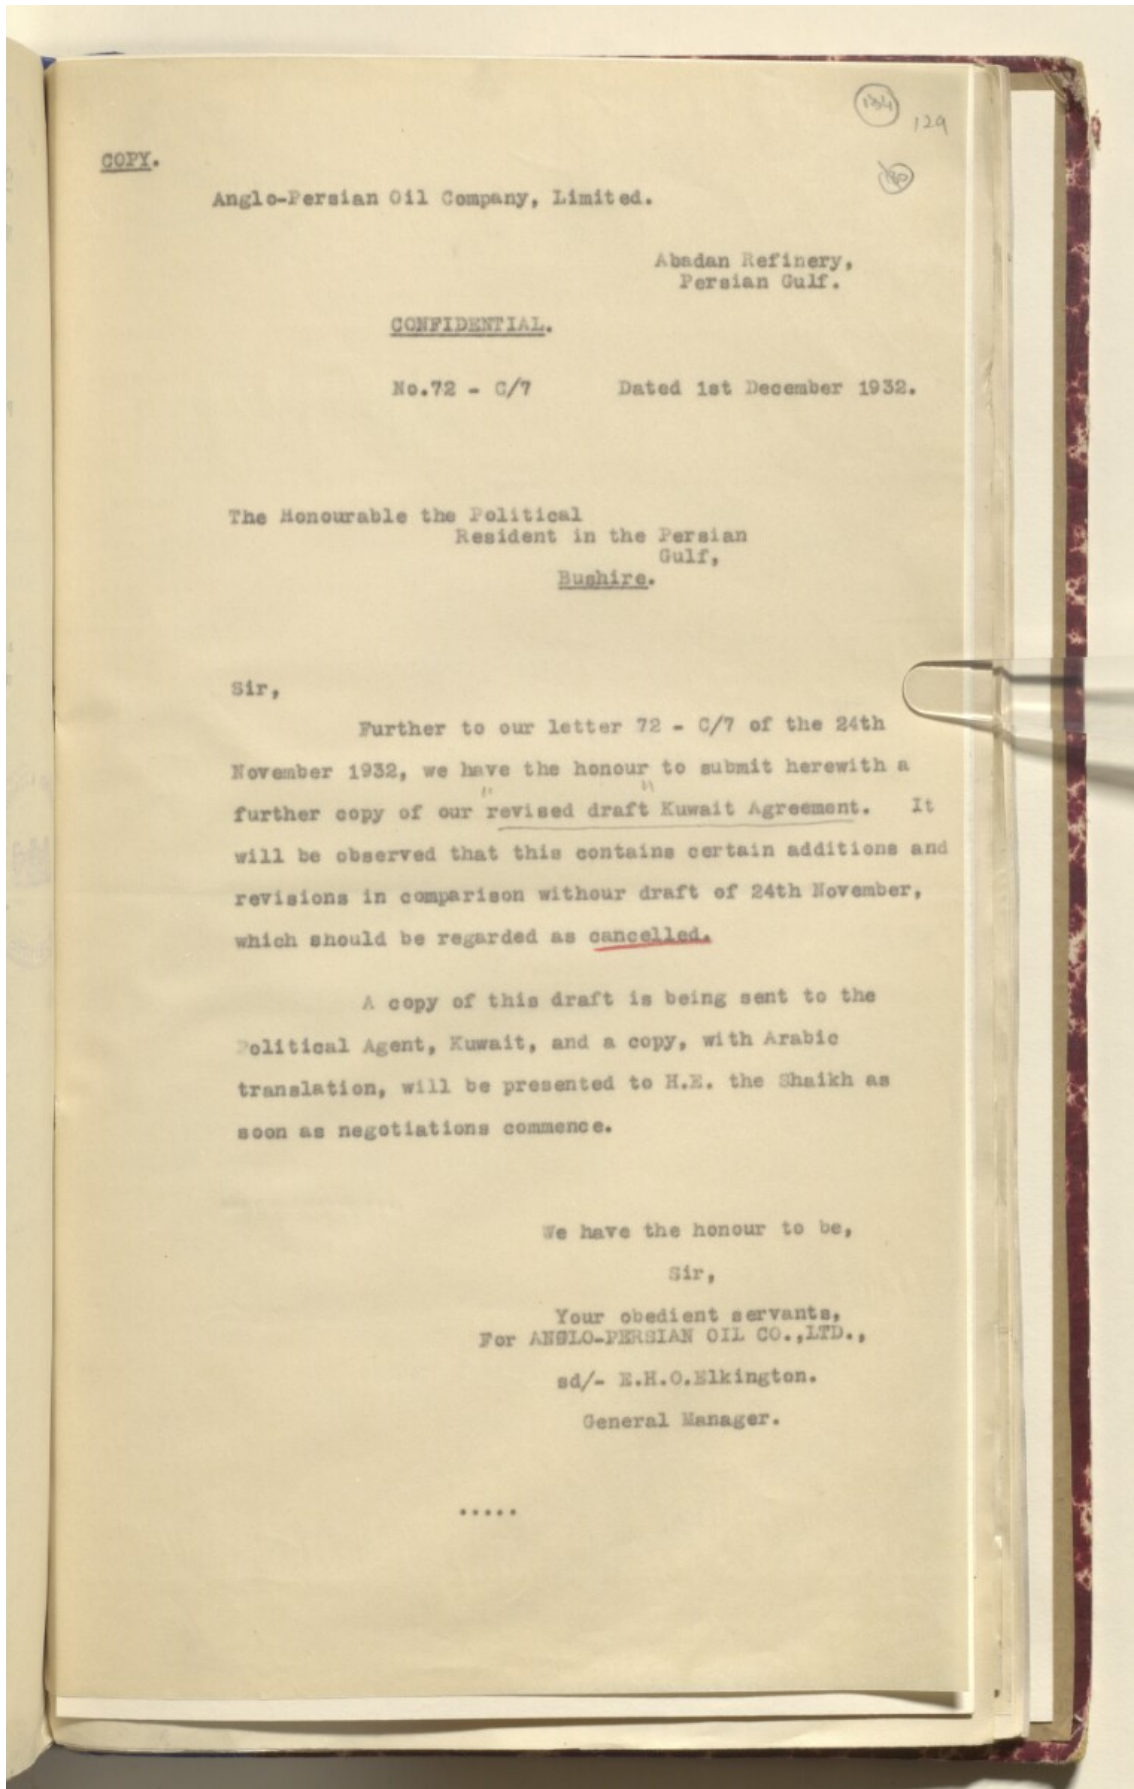 134
129
COPY.
Anglo-Persian Oil Company, Limited.
Abadan Refinery,
Persian Gulf.
CONFIDENTIAL.
No.72 - C/7 Dated 1st December 1932.
The Honourable the Political
Resident in the Persian
Gulf,
Bushire.
Sir,
Further to our letter 72 - C/7 of the 24th
November 1932, we have the honour to submit herewith a
further copy of our "revised draft" Kuwait Agreement. It
will be observed that this contains certain additions and
revisions in comparison withour draft of 24th November,
which should be regarded as cancelled.
A copy of this draft is being sent to the
Political Agent, Kuwait, and a copy, with Arabic
translation, will be presented to H.E. the Shaikh as
soon as negotiations commence.
We have the honour to be,
Sir,
Your obedient servants,
For ANGLO-PERSIAN OIL CO.,LTD.,
sd/- E.H.O.Elkington.
General Manager.
.....